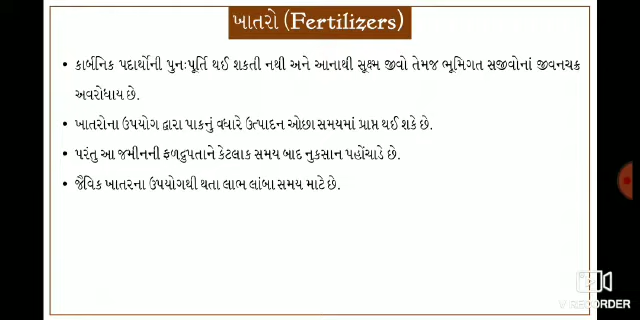 ખાતરો (Fertilizers)
• કાર્બનિક પદાર્થોની પુનઃપૂર્તિ થઈ શકતી નથી અને આનાથી સૂક્ષ્મ જીવો તેમજ ભૂમિગત સજીવોનાં જીવનચક્ર
અવરોધાય છે.
• ખાતરોના ઉપયોગ દ્વારા પાકનું વધારે ઉત્પાદન ઓછા સમયમાં પ્રાપ્ત થઈ શકે છે.
• પરંતુ આ જમીનની ફળદ્રુપતાને કેટલાક સમય બાદ નુકસાન પહોંચાડે છે.
• જૈવિક ખાતરના ઉપયોગથી થતા લાભ લાંબા સમય માટે છે.
V RECORDER